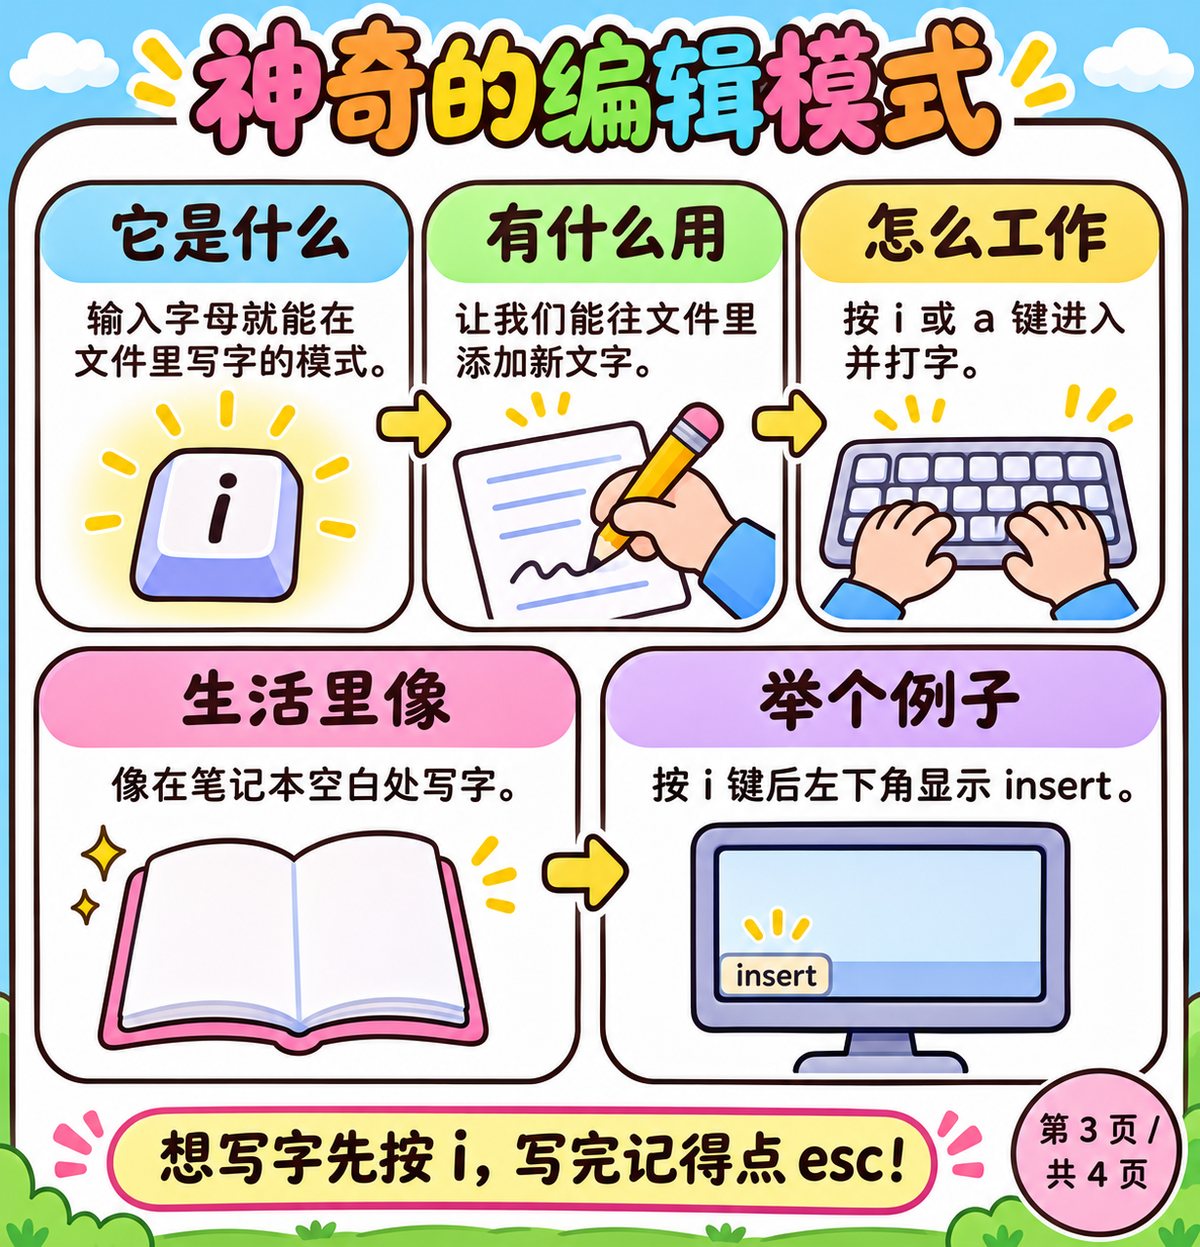 神奇的编辑模式
它是什么
输入字母就能在
文件里写字的模式。
i
有什么用
让我们能往文件里
添加新文字。
怎么工作
按 i 或 a 键进入
并打字。
生活里像
像在笔记本空白处写字。
举个例子
按 i 键后左下角显示 insert。
insert
想写字先按 i，写完记得点 esc！
第 3 页 /
共 4 页